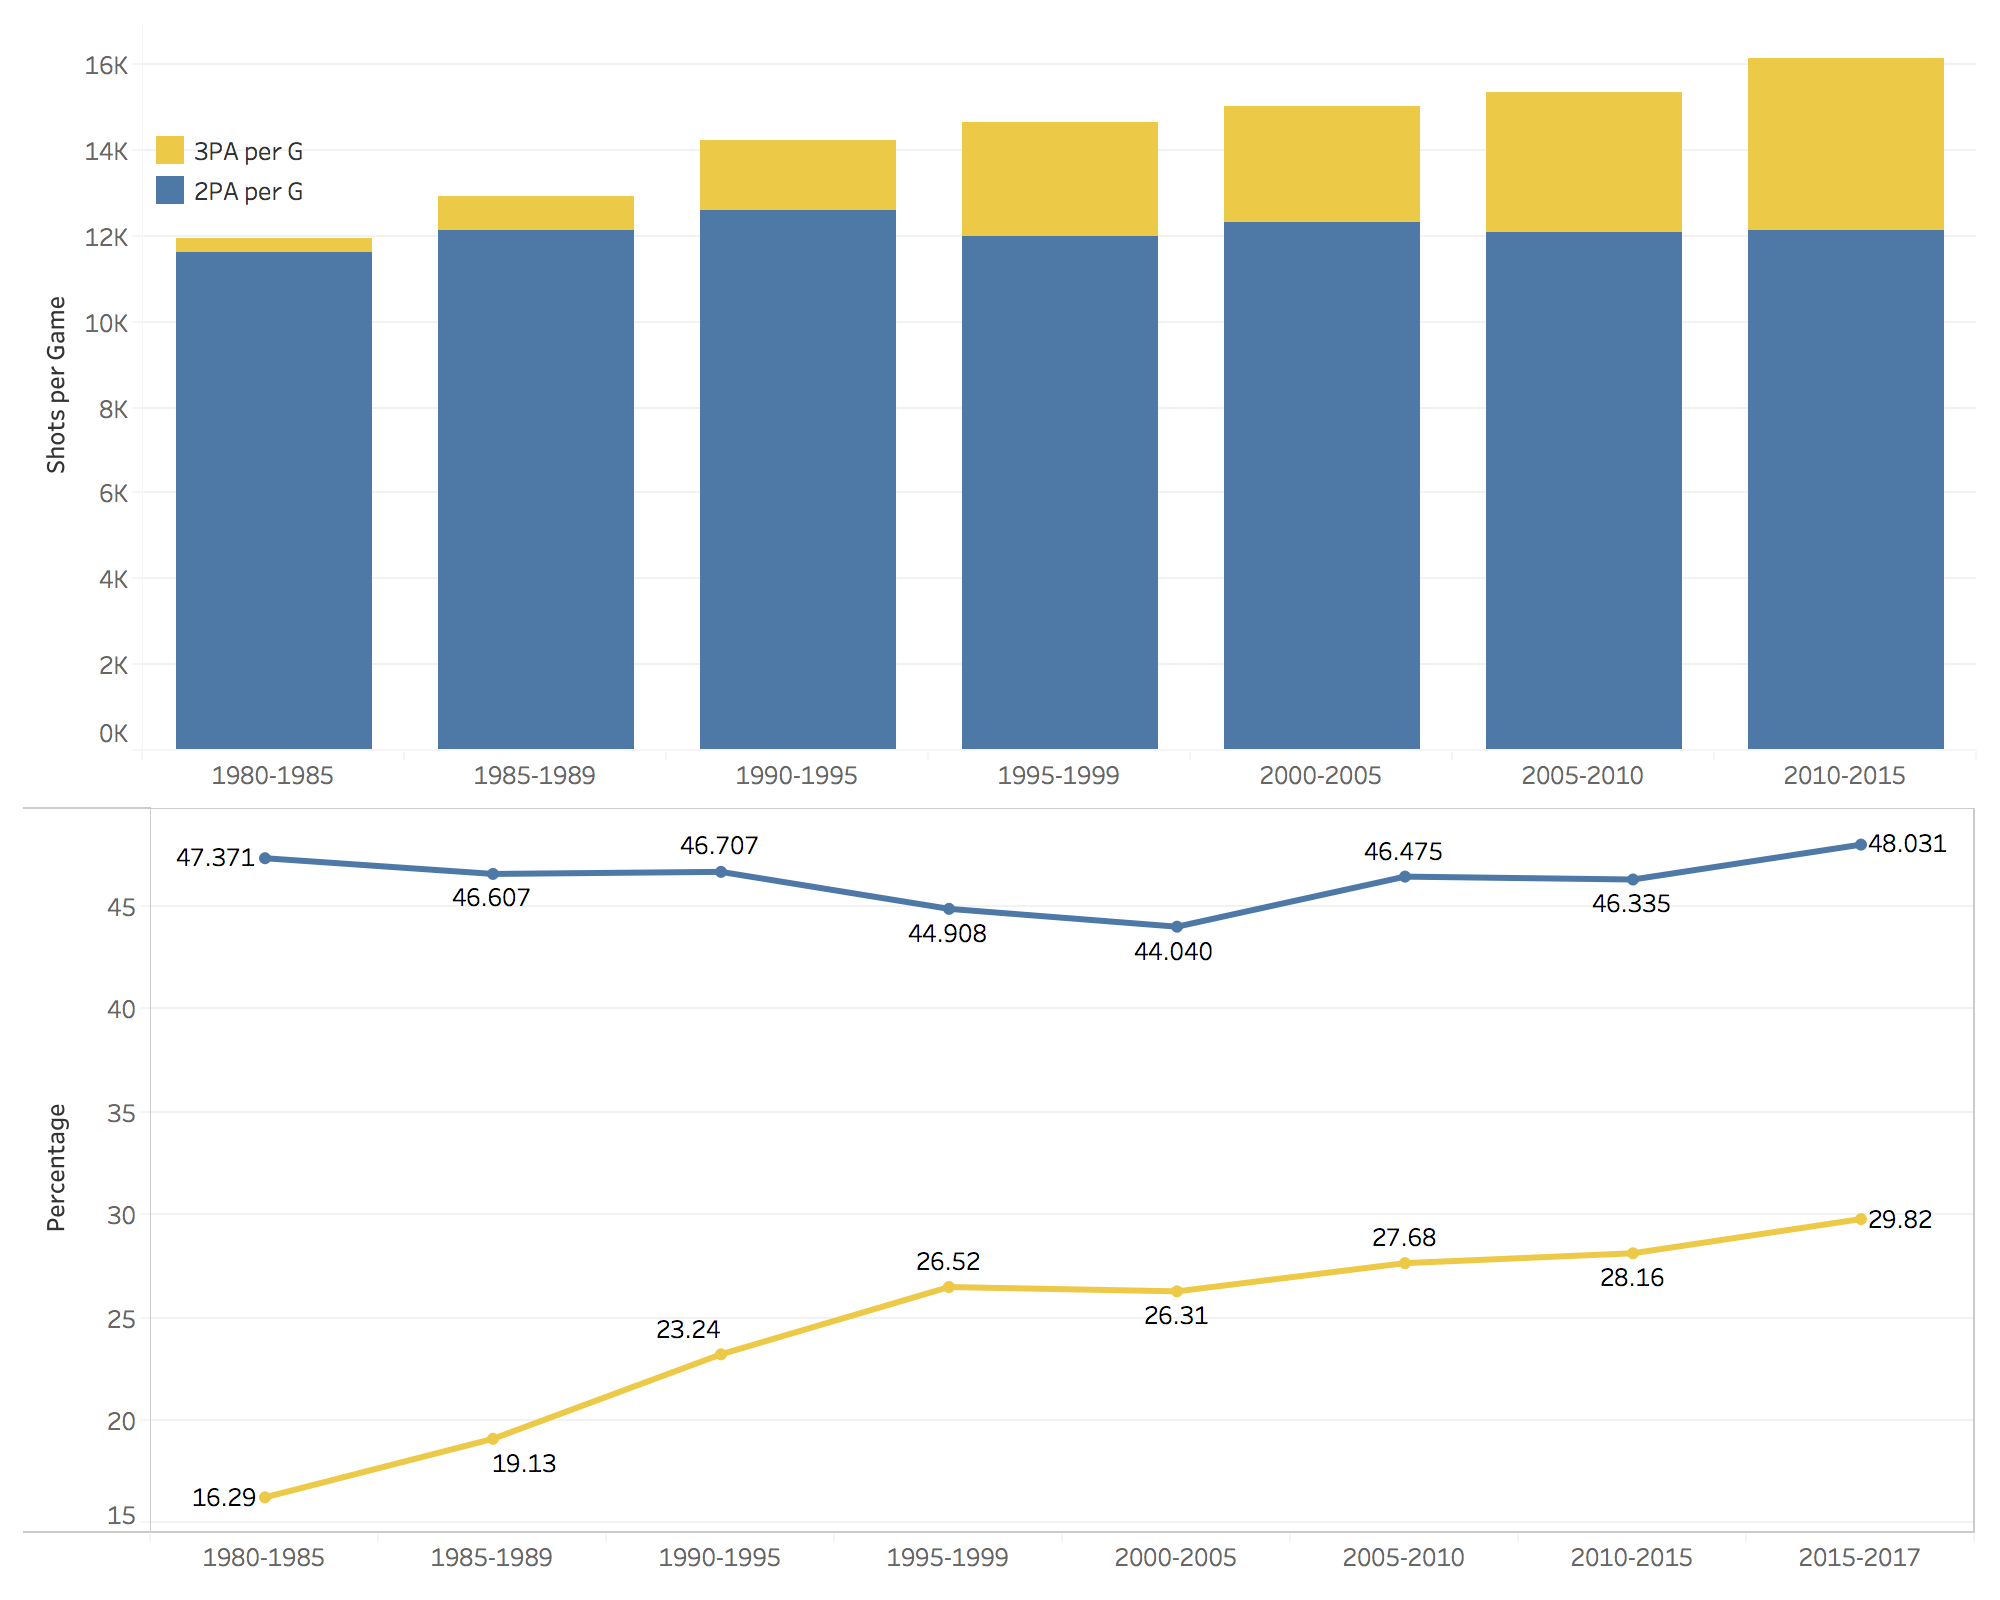 16K
14K
12K
10K
8K
6K
4K
2K
0K
Shots per Game
3PA per G
2PA per G
1980-1985 1985-1989 1990-1995 1995-1999 2000-2005 2005-2010 2010-2015
45
40
35
30
25
20
15
Percentage
47.371 46.607 46.707 44.908 44.040 46.475 46.335 48.031
16.29 19.13 23.24 26.52 26.31 27.68 28.16 29.82
1980-1985 1985-1989 1990-1995 1995-1999 2000-2005 2005-2010 2010-2015 2015-2017